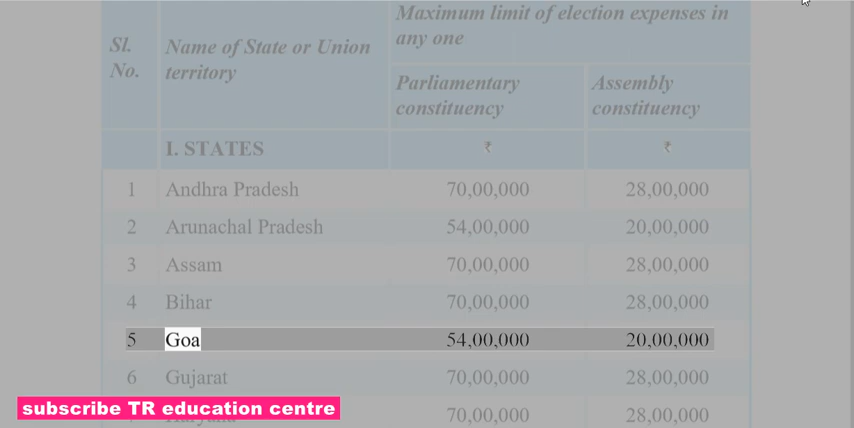 Maximum limit of election expenses in
any one
Sl.
No.
Name of State or Union
territory
Parliamentary
constituency
Assembly
constituency
I. STATES ₹ ₹
1 Andhra Pradesh 70,00,000 28,00,000
2 Arunachal Pradesh 54,00,000 20,00,000
3 Assam 70,00,000 28,00,000
4 Bihar 70,00,000 28,00,000
5 Goa 54,00,000 20,00,000
6 Gujarat 70,00,000 28,00,000
70,00,000 28,00,000
subscribe TR education centre